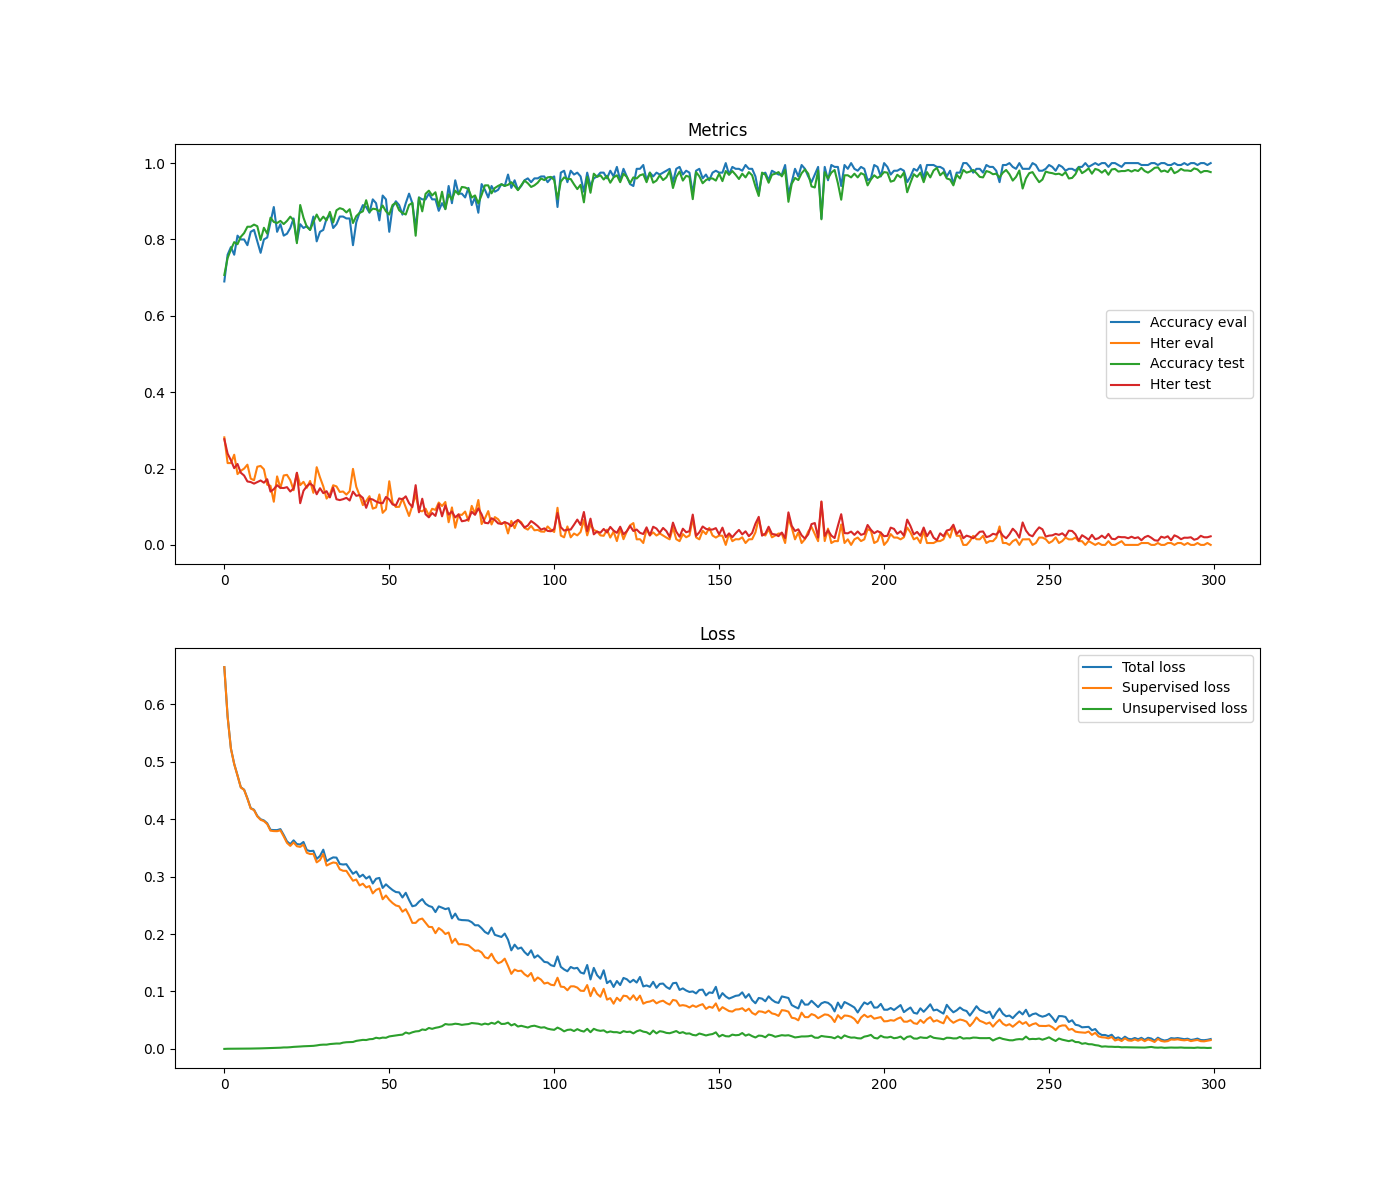 Metrics
1.0
0.8
0.6
0.4
0.2
0.0
Accuracy eval
Hter eval
Accuracy test
Hter test
0 50 100 150 200 250 300
Loss
0.6
0.5
0.4
0.3
0.2
0.1
0.0
Total loss
Supervised loss
Unsupervised loss
0 50 100 150 200 250 300